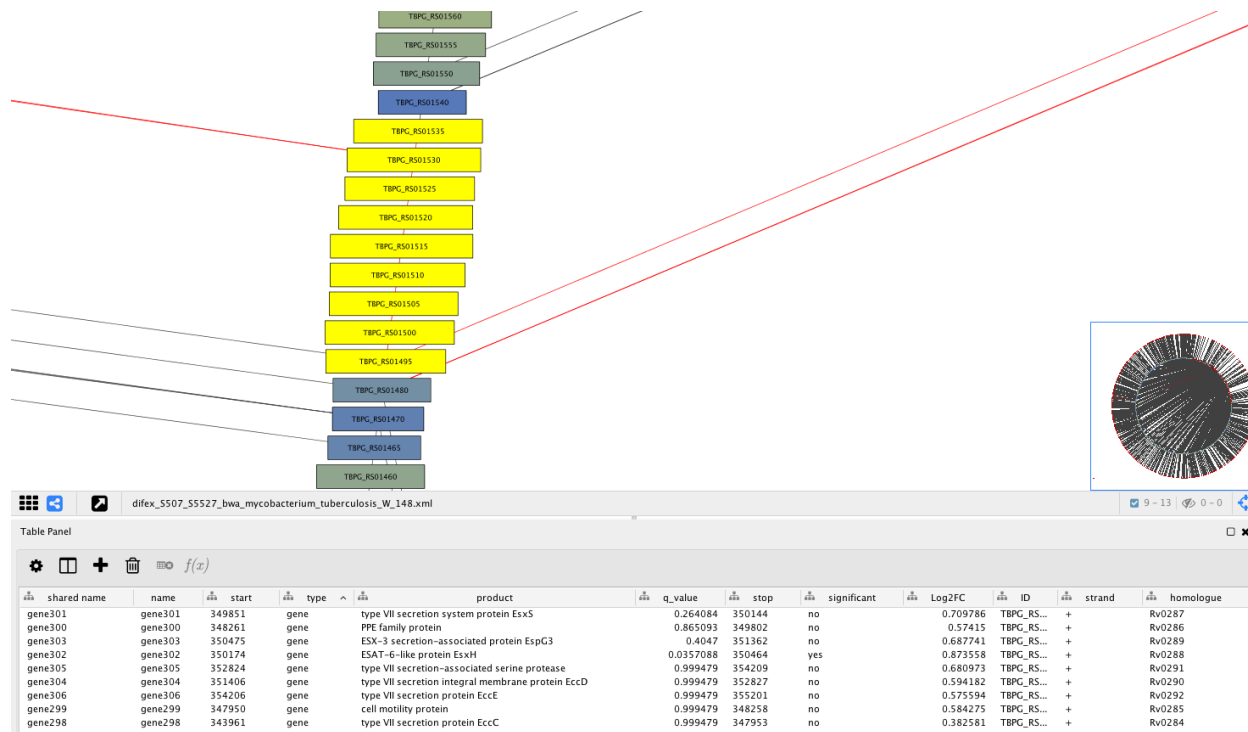 TBPG_RS01560
TBPG_RS01555
TBPG_RS01550
TBPG_RS01540
TBPG_RS01535
TBPG_RS01530
TBPG_RS01525
TBPG_RS01520
TBPG_RS01515
TBPG_RS01510
TBPG_RS01505
TBPG_RS01500
TBPG_RS01495
TBPG_RS01480
TBPG_RS01470
TBPG_RS01465
TBPG_RS01460
difex_S507_S5527_bwa_mycobacterium_tuberculosis_W_148.xml 9 - 13 0 - 0
Table Panel
f(x)
shared name name start type product q_value stop significant Log2FC ID strand homologue
gene301 gene301 349851 gene type VII secretion system protein EsxS 0.264084 350144 no 0.709786 TBPG_RS... + Rv0287
gene300 gene300 348261 gene PPE family protein 0.865093 349802 no 0.57415 TBPG_RS... + Rv0286
gene303 gene303 350475 gene ESX-3 secretion-associated protein EspG3 0.4047 351362 no 0.687741 TBPG_RS... + Rv0289
gene302 gene302 350174 gene ESAT-6-like protein EsxH 0.0357088 350464 yes 0.873558 TBPG_RS... + Rv0288
gene305 gene305 352824 gene type VII secretion-associated serine protease 0.999479 354209 no 0.680973 TBPG_RS... + Rv0291
gene304 gene304 351406 gene type VII secretion integral membrane protein EccD 0.999479 352827 no 0.594182 TBPG_RS... + Rv0290
gene306 gene306 354206 gene type VII secretion protein EccE 0.999479 355201 no 0.575594 TBPG_RS... + Rv0292
gene299 gene299 347950 gene cell motility protein 0.999479 348258 no 0.584275 TBPG_RS... + Rv0285
gene298 gene298 343961 gene type VII secretion protein EccC 0.999479 347953 no 0.382581 TBPG_RS... + Rv0284